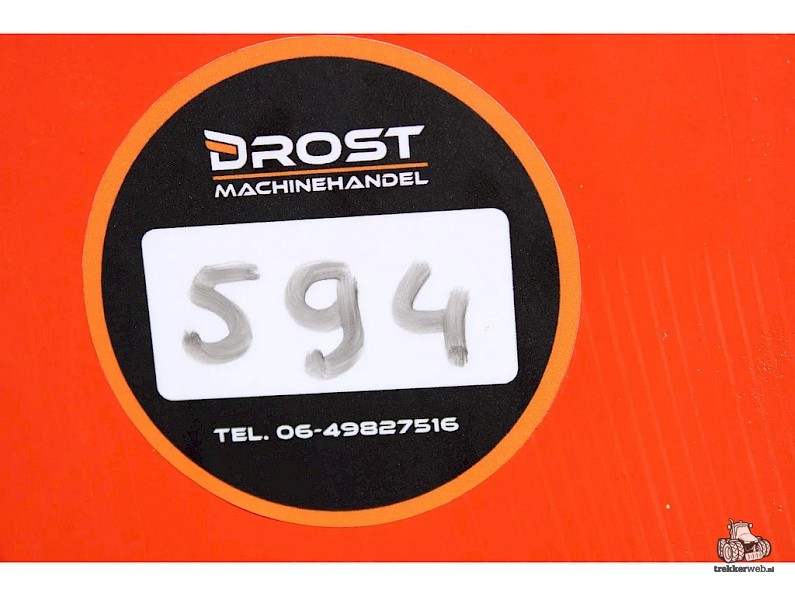 DROST
MACHINEHANDEL
594
TEL. 06-49827516
trekkerweb.nl